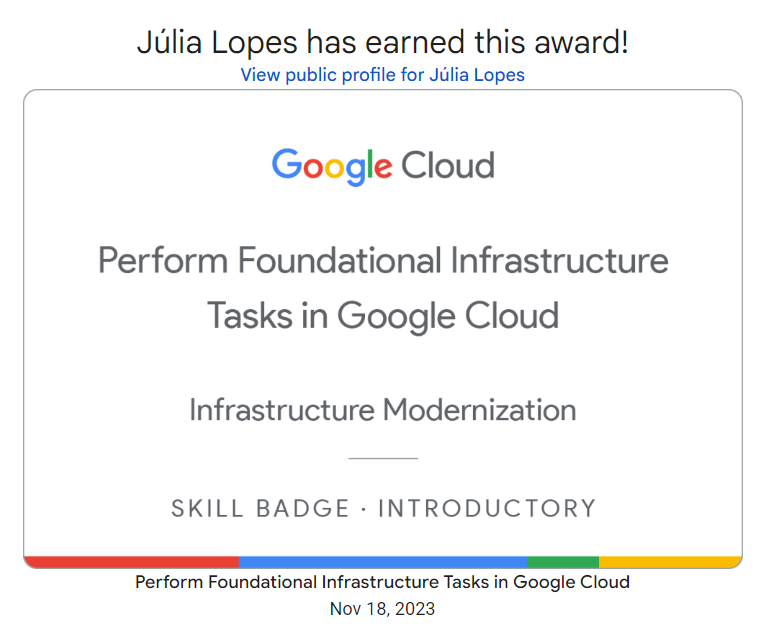 Júlia Lopes has earned this award!
View public profile for Júlia Lopes
Google Cloud
Perform Foundational Infrastructure
Tasks in Google Cloud
Infrastructure Modernization
SKILL BADGE · INTRODUCTORY
Perform Foundational Infrastructure Tasks in Google Cloud
Nov 18, 2023